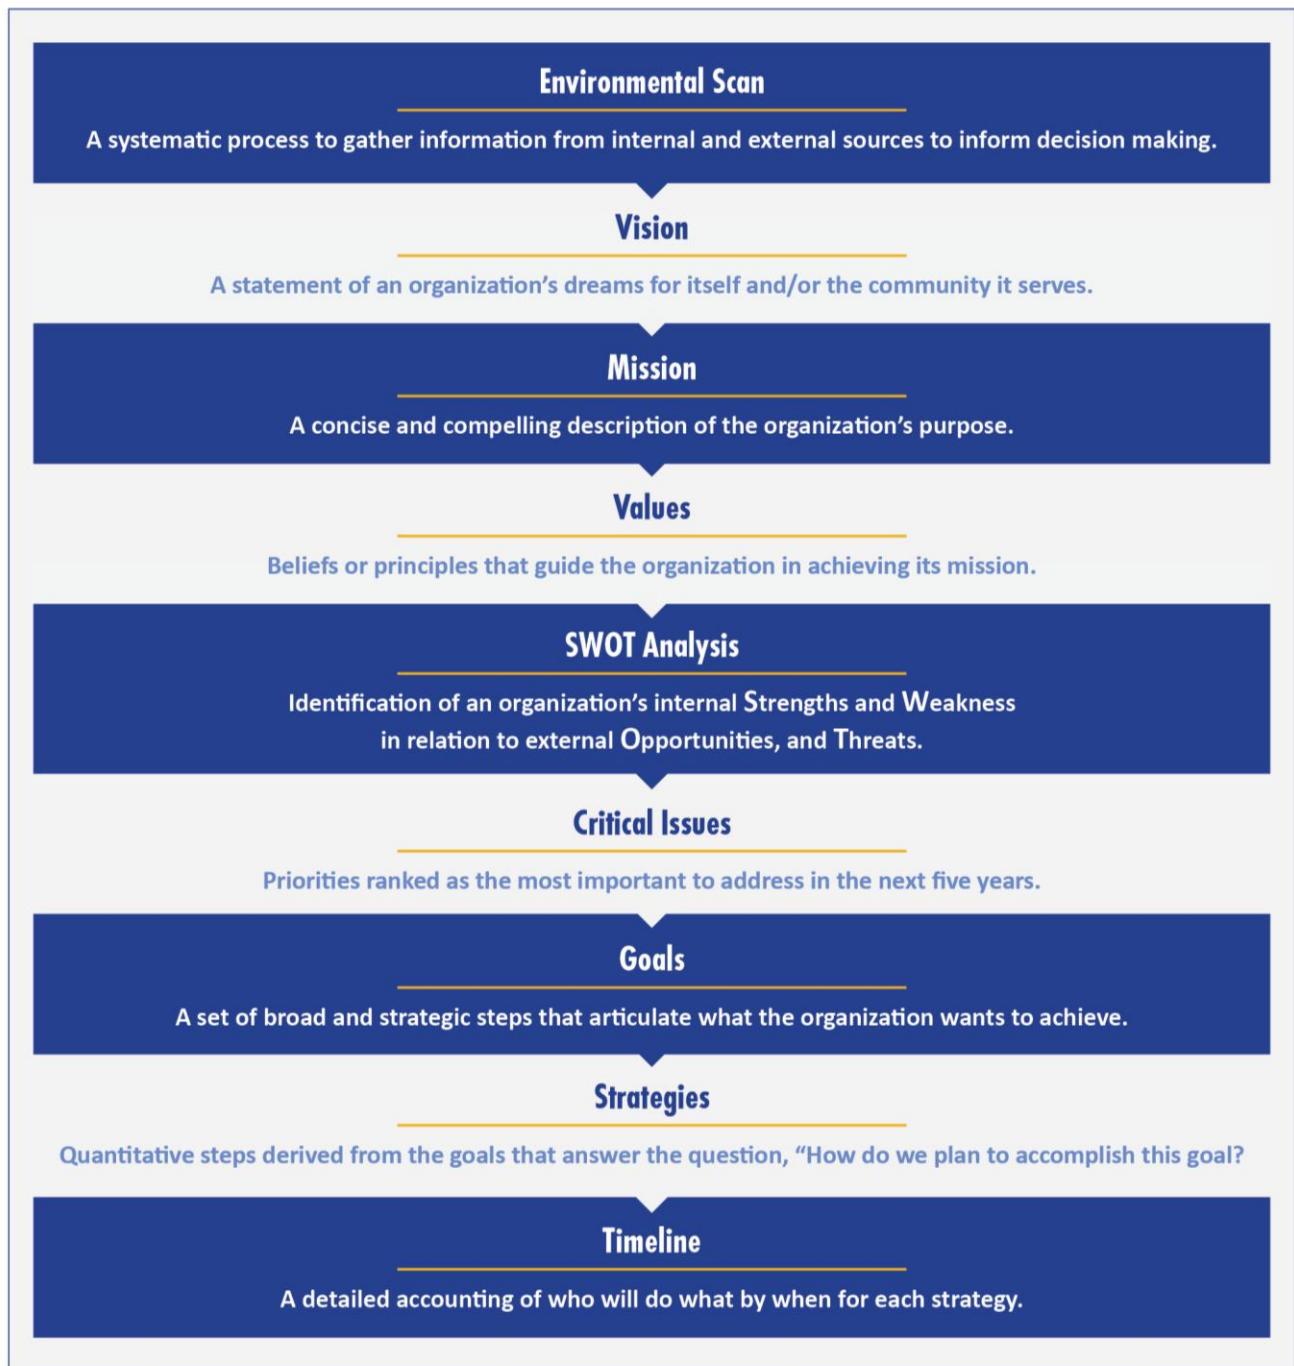 Environmental Scan
A systematic process to gather information from internal and external sources to inform decision making.
Vision
A statement of an organization’s dreams for itself and/or the community it serves.
Mission
A concise and compelling description of the organization’s purpose.
Values
Beliefs or principles that guide the organization in achieving its mission.
SWOT Analysis
Identification of an organization’s internal Strengths and Weakness
in relation to external Opportunities, and Threats.
Critical Issues
Priorities ranked as the most important to address in the next five years.
Goals
A set of broad and strategic steps that articulate what the organization wants to achieve.
Strategies
Quantitative steps derived from the goals that answer the question, “How do we plan to accomplish this goal?
Timeline
A detailed accounting of who will do what by when for each strategy.